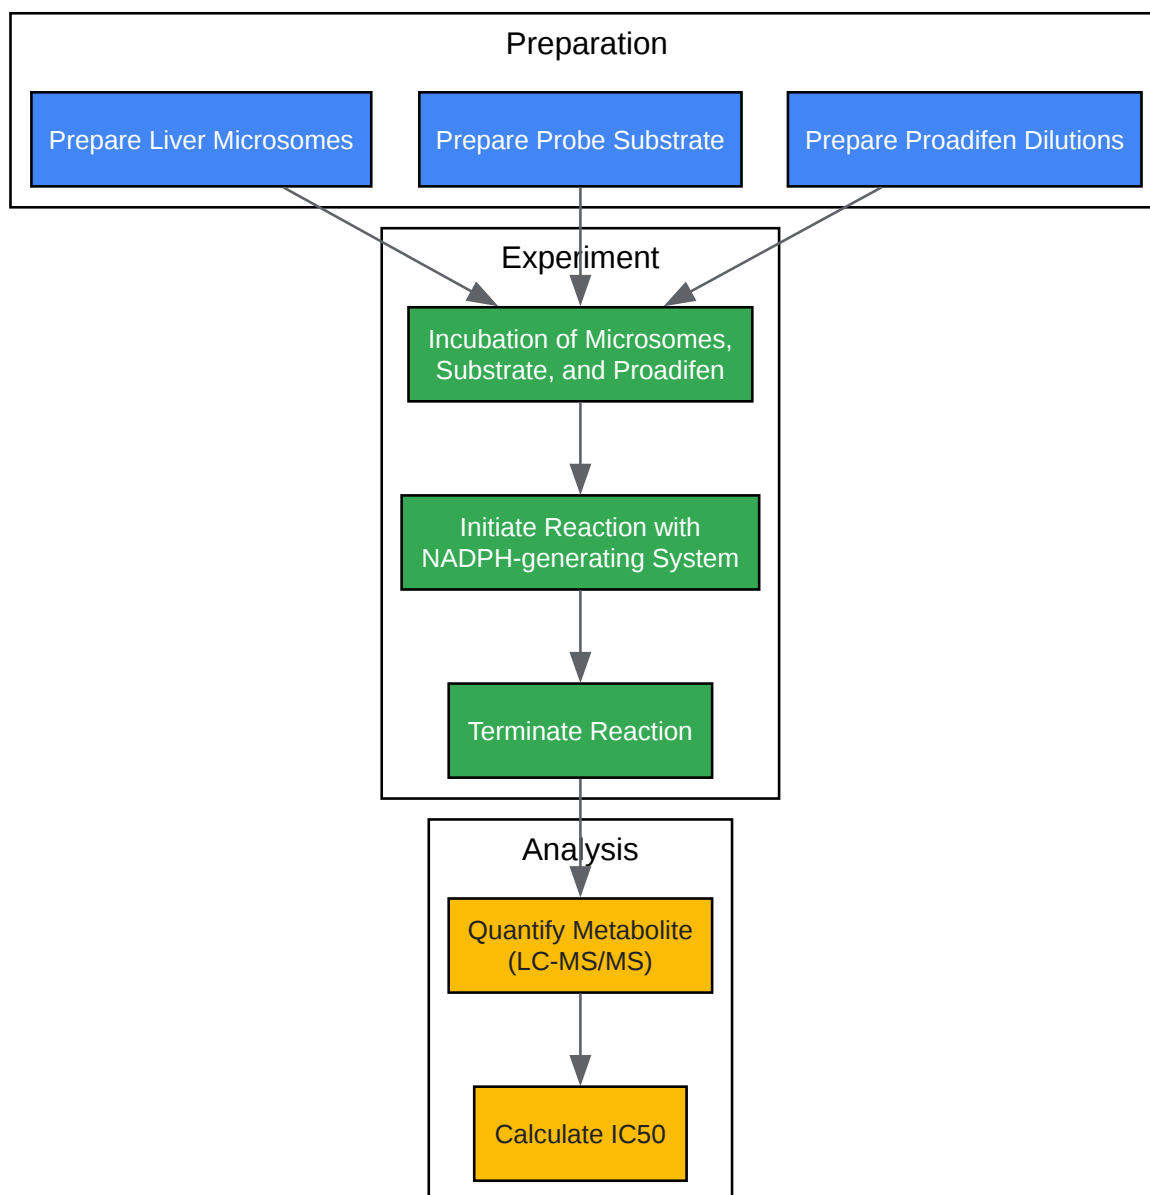 Preparation
Prepare Liver Microsomes
Prepare Probe Substrate
Prepare Proadifen Dilutions
Experiment
Incubation of Microsomes,
Substrate, and Proadifen
Initiate Reaction with
NADPH-generating System
Terminate Reaction
Analysis
Quantify Metabolite
(LC-MS/MS)
Calculate IC50